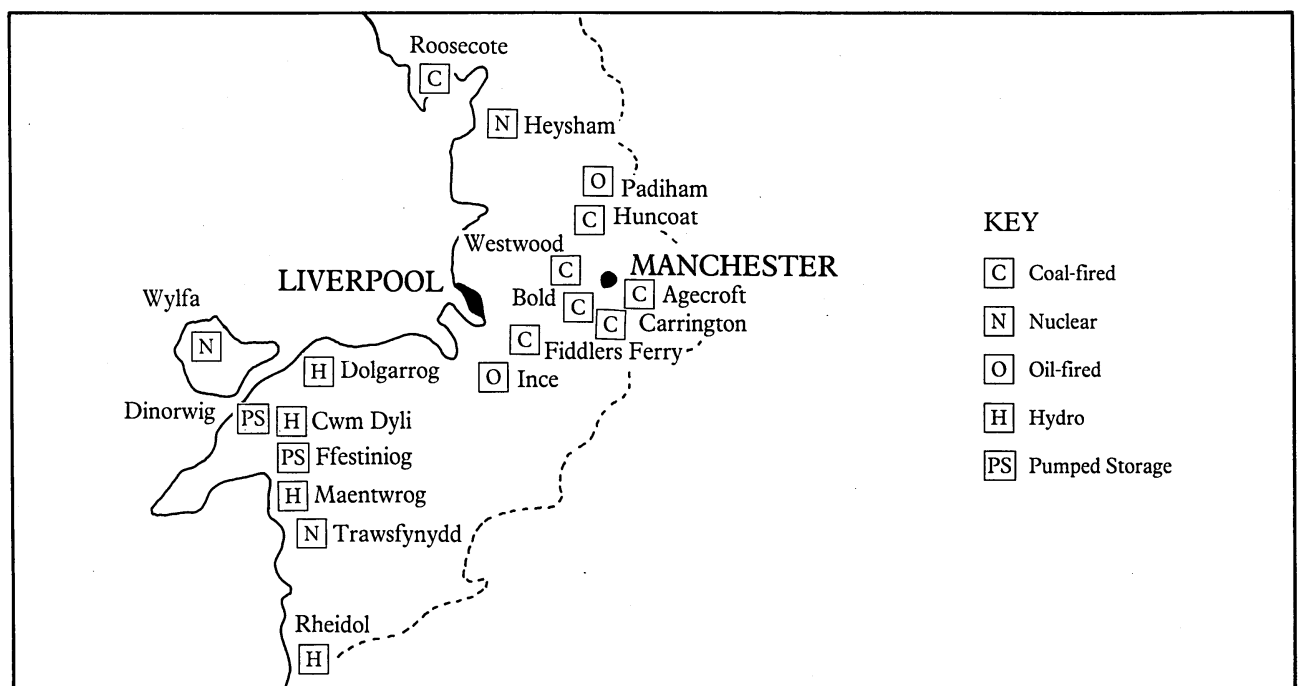 Roosecote
C
N Heysham
O
Padiham
C Huncoat
Westwood
C
MANCHESTER
LIVERPOOL
C Agecroft
Bold C
C Carrington
Wylfa
N
C
Fiddlers Ferry
H Dolgarrog
O Ince
Dinorwig PS H Cwm Dyli
PS Ffestiniog
H Maentwrog
N Trawsfynydd
Rheidol
H
KEY
C Coal-fired
N Nuclear
O Oil-fired
H Hydro
PS Pumped Storage